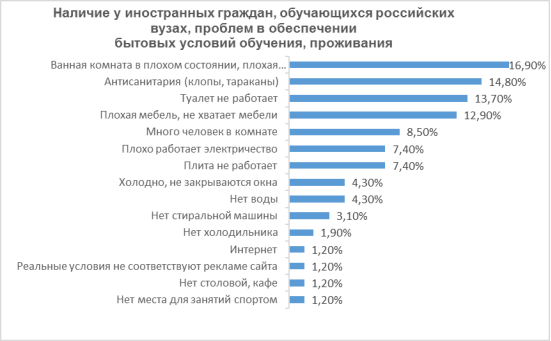 Наличие у иностранных граждан, обучающихся российских
вузах, проблем в обеспечении
бытовых условий обучения, проживания
Ванная комната в плохом состоянии, плохая... 16,90%
Антисанитария (клопы, тараканы) 14,80%
Туалет не работает 13,70%
Плохая мебель, не хватает мебели 12,90%
Много человек в комнате 8,50%
Плохо работает электричество 7,40%
Плита не работает 7,40%
Холодно, не закрываются окна 4,30%
Нет воды 4,30%
Нет стиральной машины 3,10%
Нет холодильника 1,90%
Интернет 1,20%
Реальные условия не соответствуют рекламе сайта 1,20%
Нет столовой, кафе 1,20%
Нет места для занятий спортом 1,20%